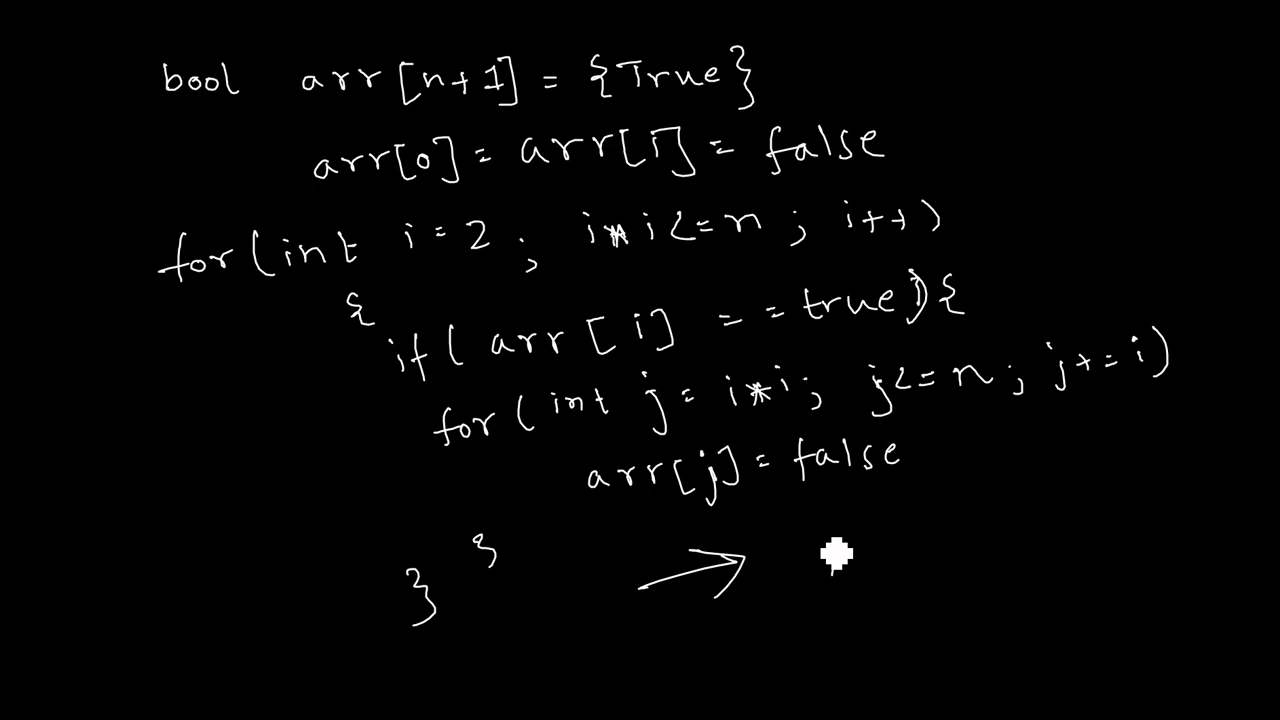 bool arr[n+1] = {True}
arr[0] = arr[1] = false
for(int i=2; i*i<=n; i++)
{
if( arr[i] == true){
for(int j= i*i; j<=n; j+=i)
arr[j] = false
}
}